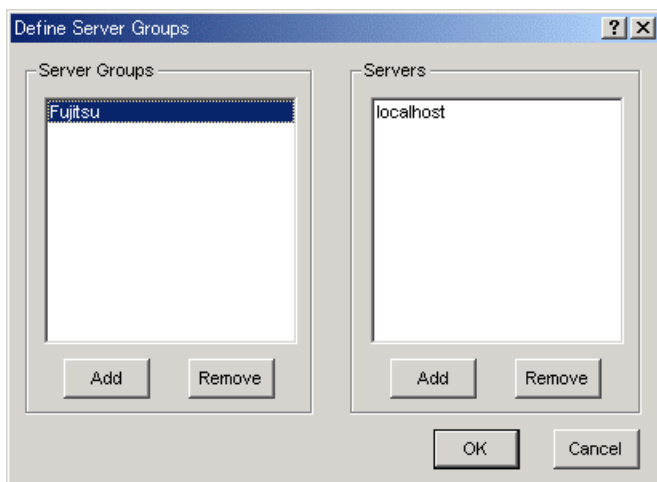 Define Server Groups
Server Groups
Fujitsu
Add
Remove
Servers
localhost
Add
Remove
OK
Cancel